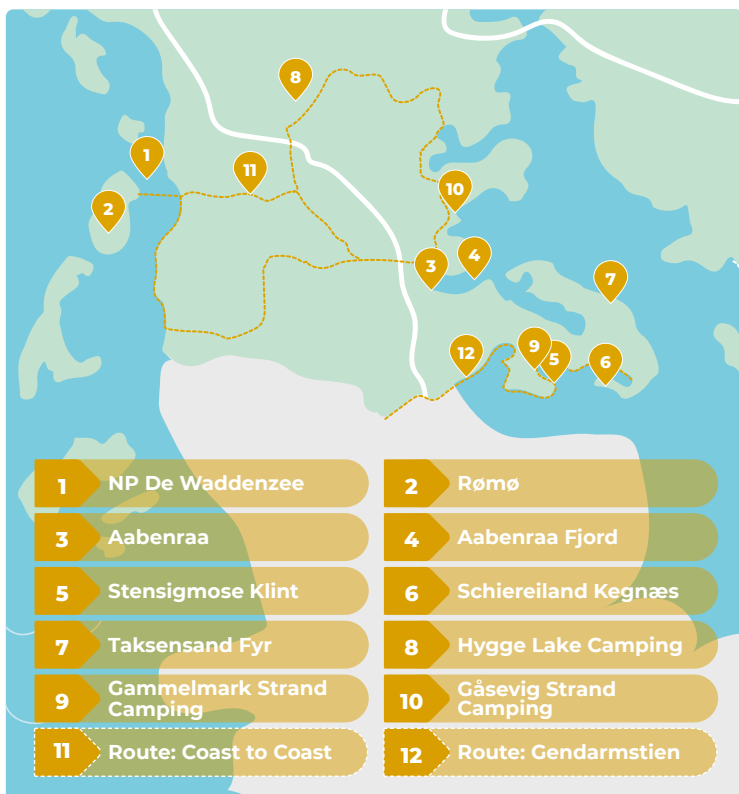 8
1
11
2
10
3
4
7
12
9
5
6
1 NP De Waddenzee
2 Rømø
3 Aabenraa
4 Aabenraa Fjord
5 Stensigmose Klint
6 Schiereiland Kegnæs
7 Taksensand Fyr
8 Hygge Lake Camping
9 Gammelmark Strand
Camping
10 Gåsevig Strand
Camping
11 Route: Coast to Coast
12 Route: Gendarmstien